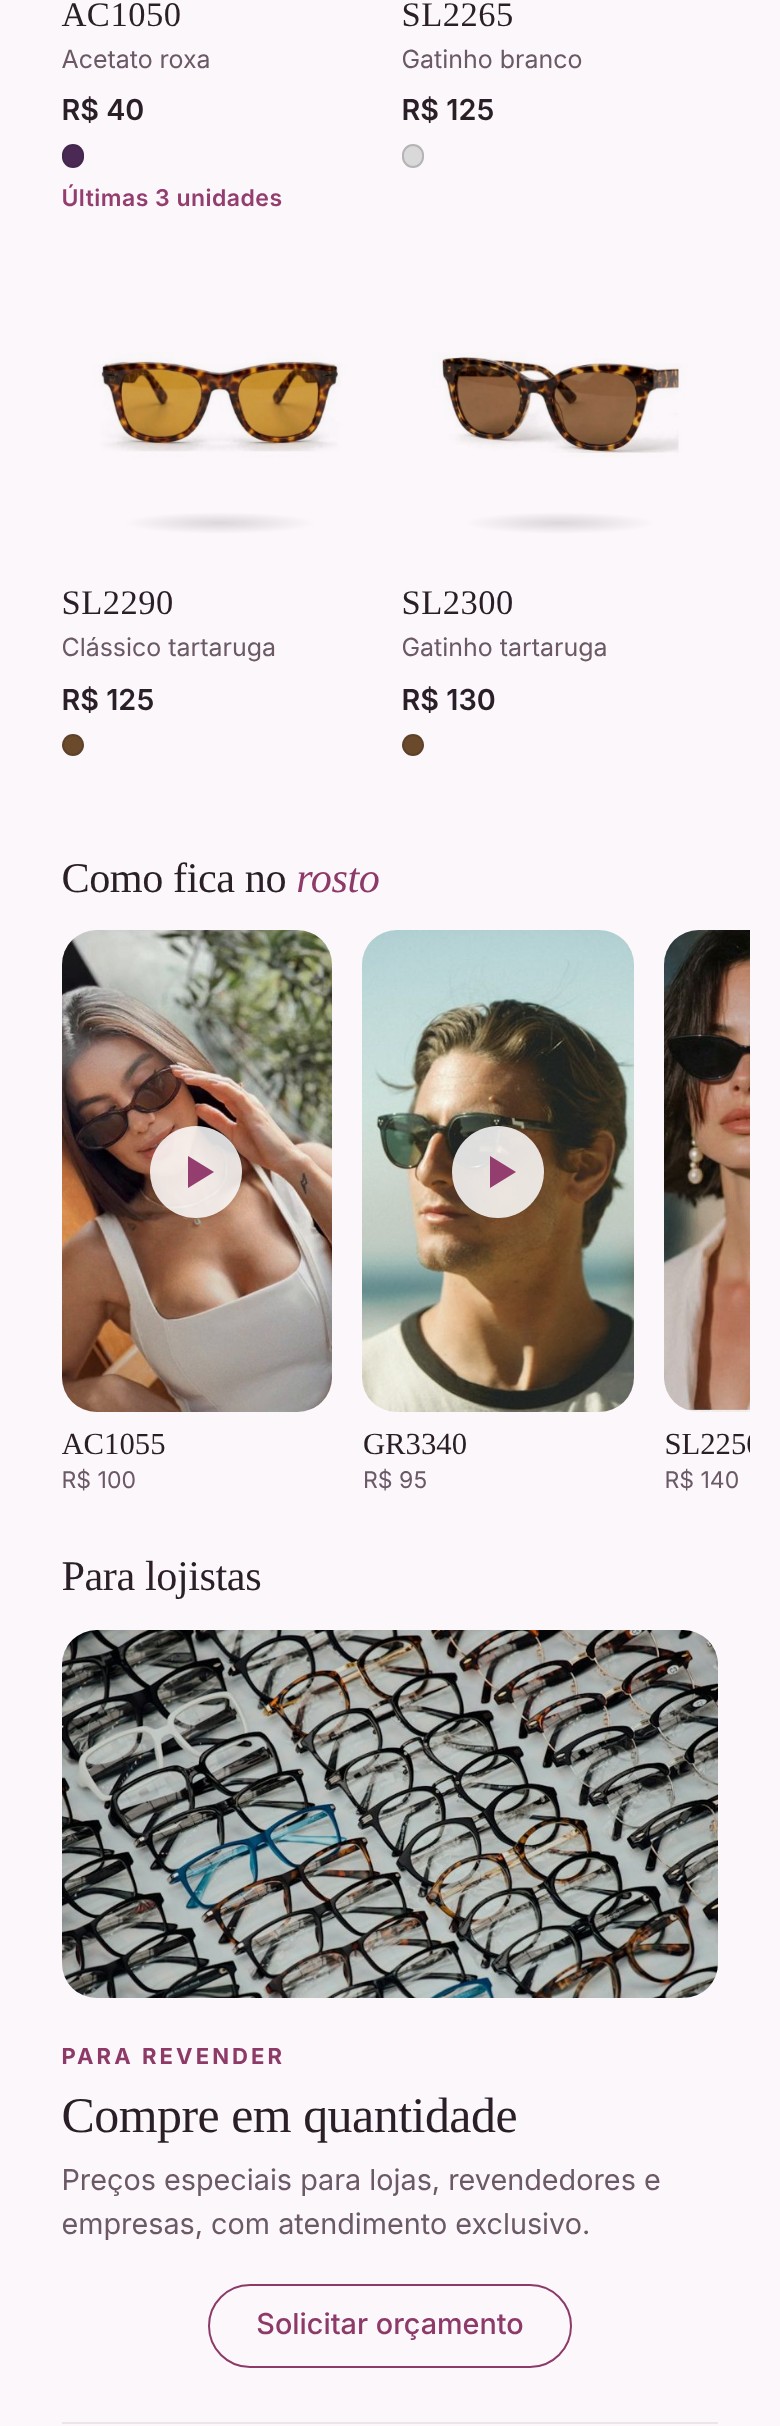 AC1050
SL2265
Acetato roxa
Gatinho branco
R$ 40
R$ 125
Últimas 3 unidades
SL2290
SL2300
Clássico tartaruga
Gatinho tartaruga
R$ 125
R$ 130
Como fica no rosto
AC1055
GR3340
SL2250
R$ 100
R$ 95
R$ 140
Para lojistas
PARA REVENDER
Compre em quantidade
Preços especiais para lojas, revendedores e
empresas, com atendimento exclusivo.
Solicitar orçamento